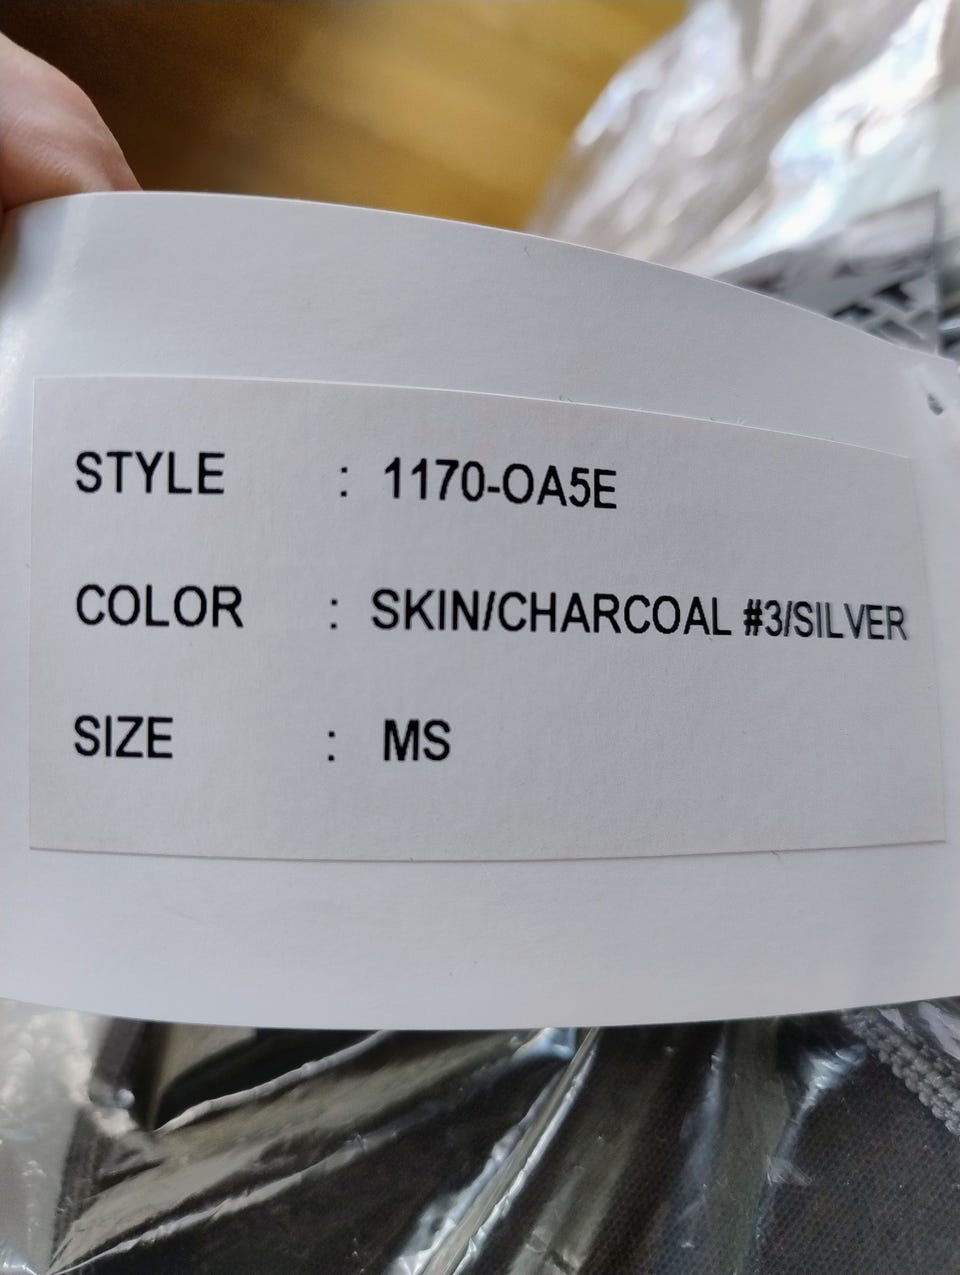 STYLE : 1170-OA5E
COLOR : SKIN/CHARCOAL #3/SILVER
SIZE : MS